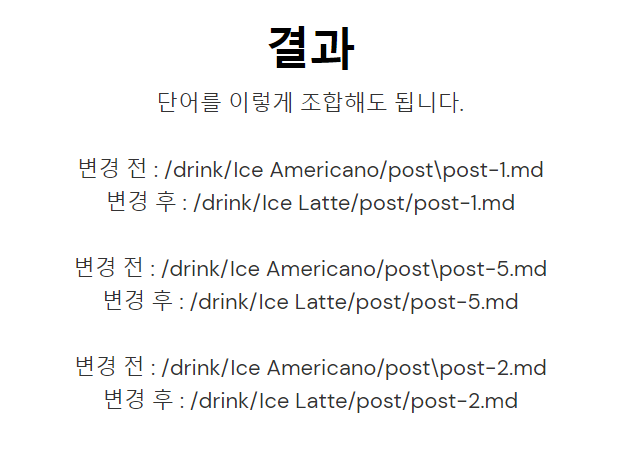 결과
단어를 이렇게 조합해도 됩니다.
변경 전 : /drink/Ice Americano/post\post-1.md
변경 후 : /drink/Ice Latte/post/post-1.md
변경 전 : /drink/Ice Americano/post\post-5.md
변경 후 : /drink/Ice Latte/post/post-5.md
변경 전 : /drink/Ice Americano/post\post-2.md
변경 후 : /drink/Ice Latte/post/post-2.md